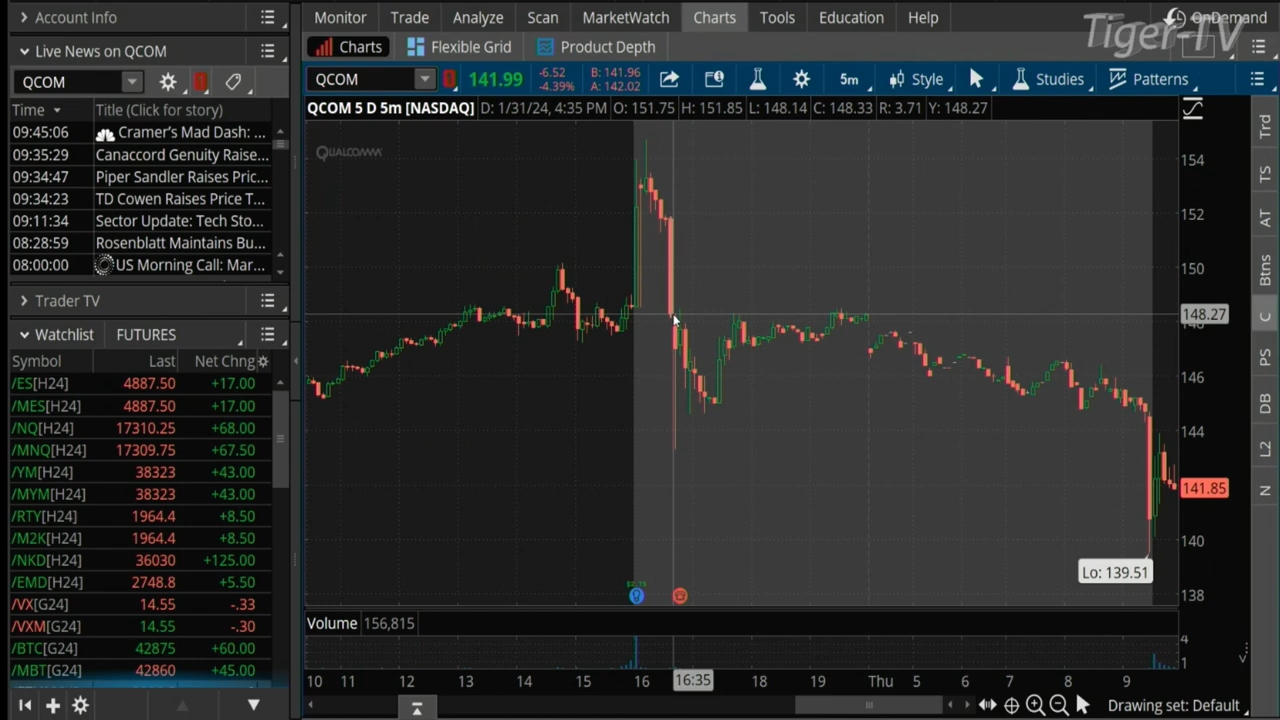 Account Info
Monitor Trade Analyze Scan MarketWatch Charts Tools Education Help OnDemand
Tiger-TV
Live News on QCOM
Charts Flexible Grid Product Depth
QCOM
QCOM 141.99 -6.52 -4.39% B: 141.96 A: 142.02 5m Style Studies Patterns
Time Title (Click for story)
QCOM 5 D 5m [NASDAQ] D: 1/31/24, 4:35 PM O: 151.75 H: 151.85 L: 148.14 C: 148.33 R: 3.71 Y: 148.27
09:45:06 Cramer's Mad Dash: ...
09:35:29 Canaccord Genuity Raise...
09:34:47 Piper Sandler Raises Pric...
09:34:23 TD Cowen Raises Price T...
09:11:34 Sector Update: Tech Sto...
08:28:59 Rosenblatt Maintains Bu...
08:00:00 US Morning Call: Mar...
QUALCOMM
Trader TV
Watchlist FUTURES
Symbol Last Net Chng
/ES[H24] 4887.50 +17.00
/MES[H24] 4887.50 +17.00
/NQ[H24] 17310.25 +68.00
/MNQ[H24] 17309.75 +67.50
/YM[H24] 38323 +43.00
/MYM[H24] 38323 +43.00
/RTY[H24] 1964.4 +8.50
/M2K[H24] 1964.4 +8.50
/NKD[H24] 36030 +125.00
/EMD[H24] 2748.8 +5.50
/VX[G24] 14.55 -.33
/VXM[G24] 14.55 -.30
/BTC[G24] 42875 +60.00
/MBT[G24] 42860 +45.00
154
152
150
148.27
148
146
144
141.85
140
138
Lo: 139.51
Trd
TS
AT
Btns
C
PS
DB
L2
N
Volume 156,815
4
1
10 11 12 13 14 15 16 16:35 18 19 Thu 5 6 7 8 9
Drawing set: Default